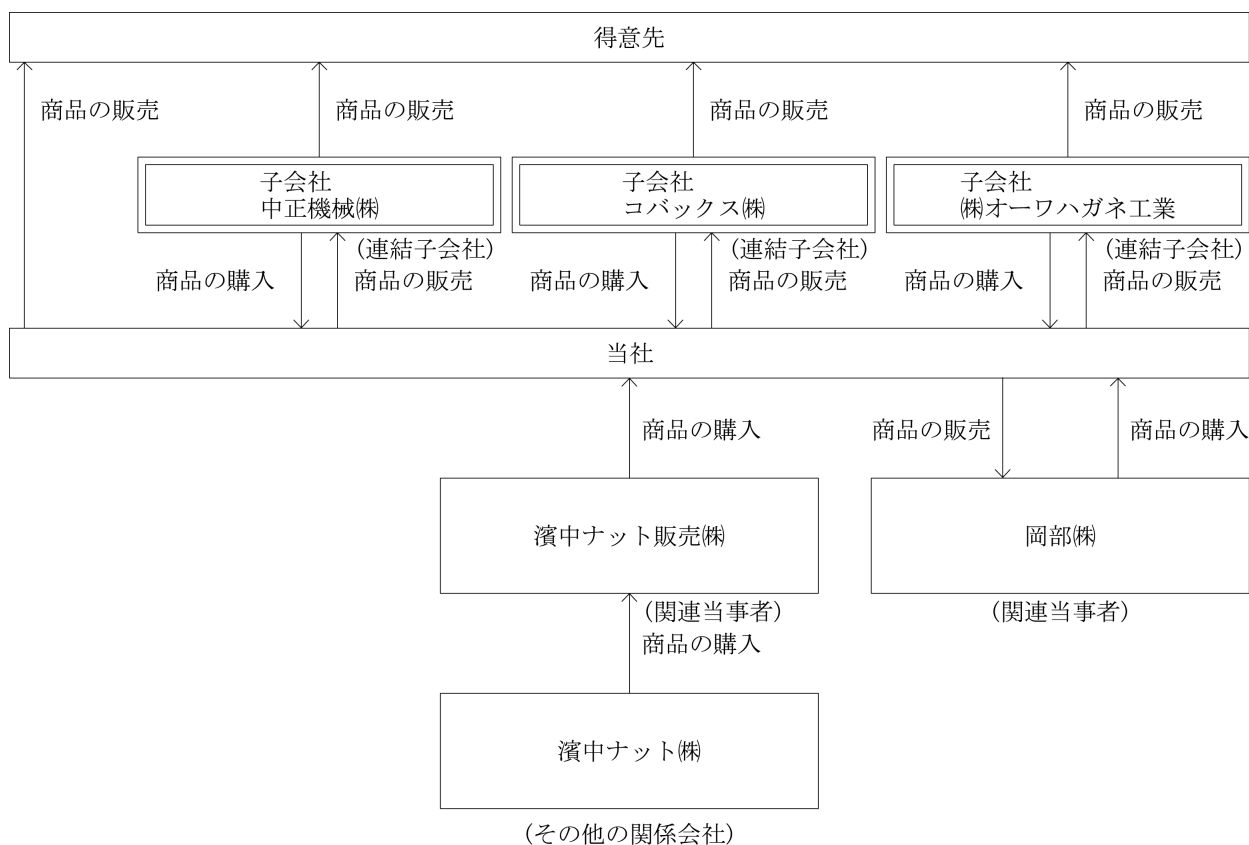 得意先
商品の販売
商品の販売
商品の販売
商品の販売
子会社
中正機械㈱
子会社
コバックス㈱
子会社
㈱オーワハガネ工業
(連結子会社)
(連結子会社)
(連結子会社)
商品の購入
商品の販売
商品の購入
商品の販売
商品の購入
商品の販売
当社
商品の購入
商品の販売
商品の購入
濱中ナット販売㈱
岡部㈱
(関連当事者)
(関連当事者)
商品の購入
濱中ナット㈱
(その他の関係会社)